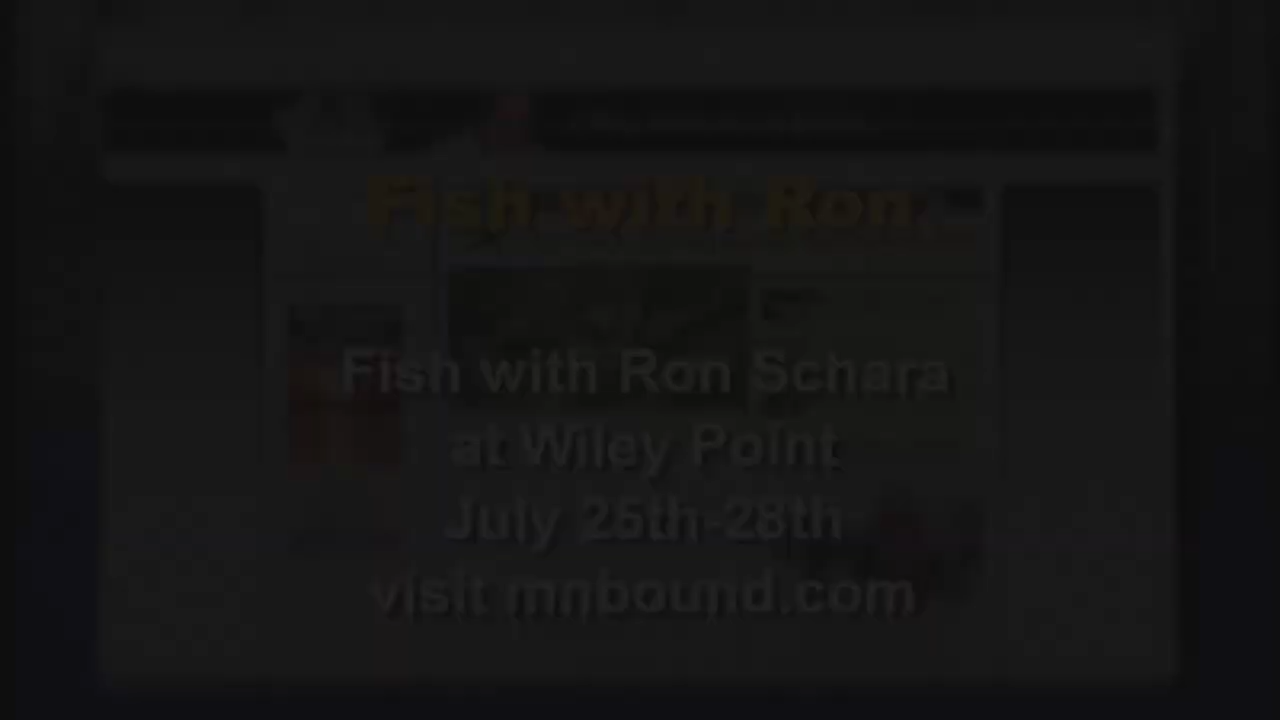 Fish with Ron.
Fish with Ron Schara
at Wiley Point
July 25th-28th
visit mnbound.com